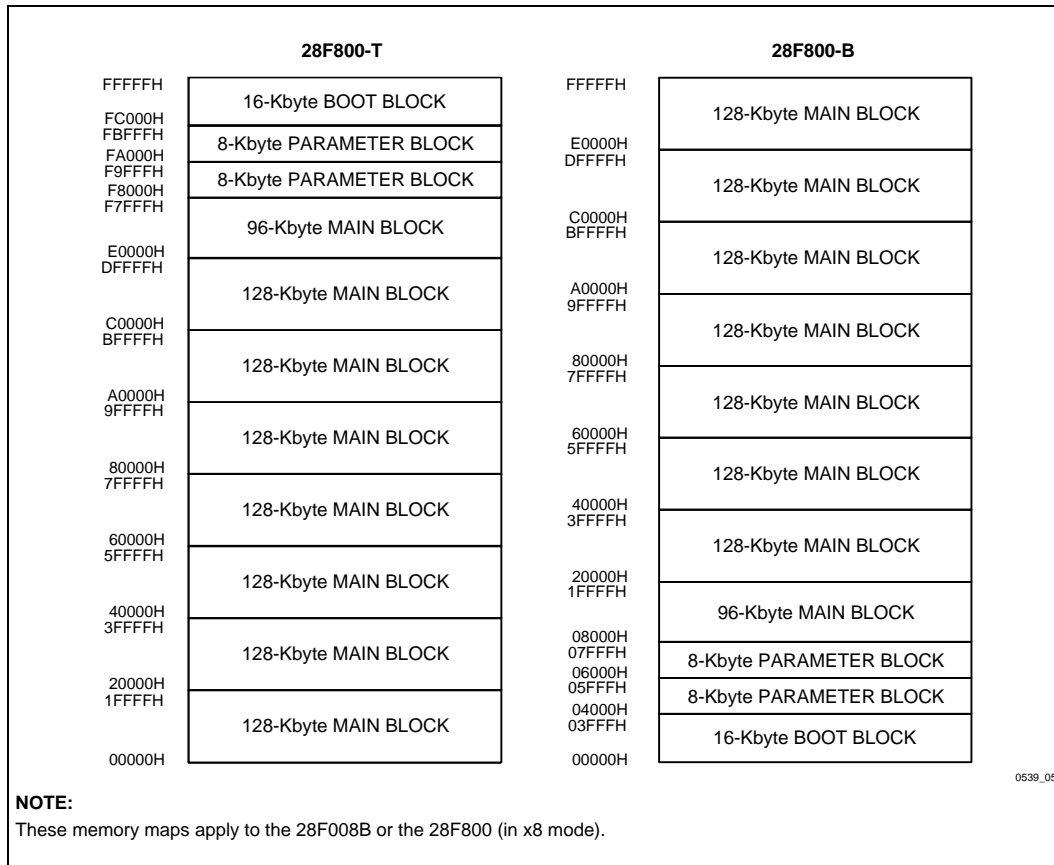 28F800-T
FFFFFH
16-Kbyte BOOT BLOCK
FC000H
FBFFFH
8-Kbyte PARAMETER BLOCK
FA000H
F9FFFH
8-Kbyte PARAMETER BLOCK
F8000H
F7FFFH
96-Kbyte MAIN BLOCK
E0000H
DFFFFH
128-Kbyte MAIN BLOCK
C0000H
BFFFFH
128-Kbyte MAIN BLOCK
A0000H
9FFFFH
128-Kbyte MAIN BLOCK
80000H
7FFFFH
128-Kbyte MAIN BLOCK
60000H
5FFFFH
128-Kbyte MAIN BLOCK
40000H
3FFFFH
128-Kbyte MAIN BLOCK
20000H
1FFFFH
128-Kbyte MAIN BLOCK
00000H
28F800-B
FFFFFH
128-Kbyte MAIN BLOCK
E0000H
DFFFFH
128-Kbyte MAIN BLOCK
C0000H
BFFFFH
128-Kbyte MAIN BLOCK
A0000H
9FFFFH
128-Kbyte MAIN BLOCK
80000H
7FFFFH
128-Kbyte MAIN BLOCK
60000H
5FFFFH
128-Kbyte MAIN BLOCK
40000H
3FFFFH
128-Kbyte MAIN BLOCK
20000H
1FFFFH
96-Kbyte MAIN BLOCK
08000H
07FFFH
8-Kbyte PARAMETER BLOCK
06000H
05FFFH
8-Kbyte PARAMETER BLOCK
04000H
03FFFH
16-Kbyte BOOT BLOCK
00000H
0539_05
NOTE:
These memory maps apply to the 28F008B or the 28F800 (in x8 mode).